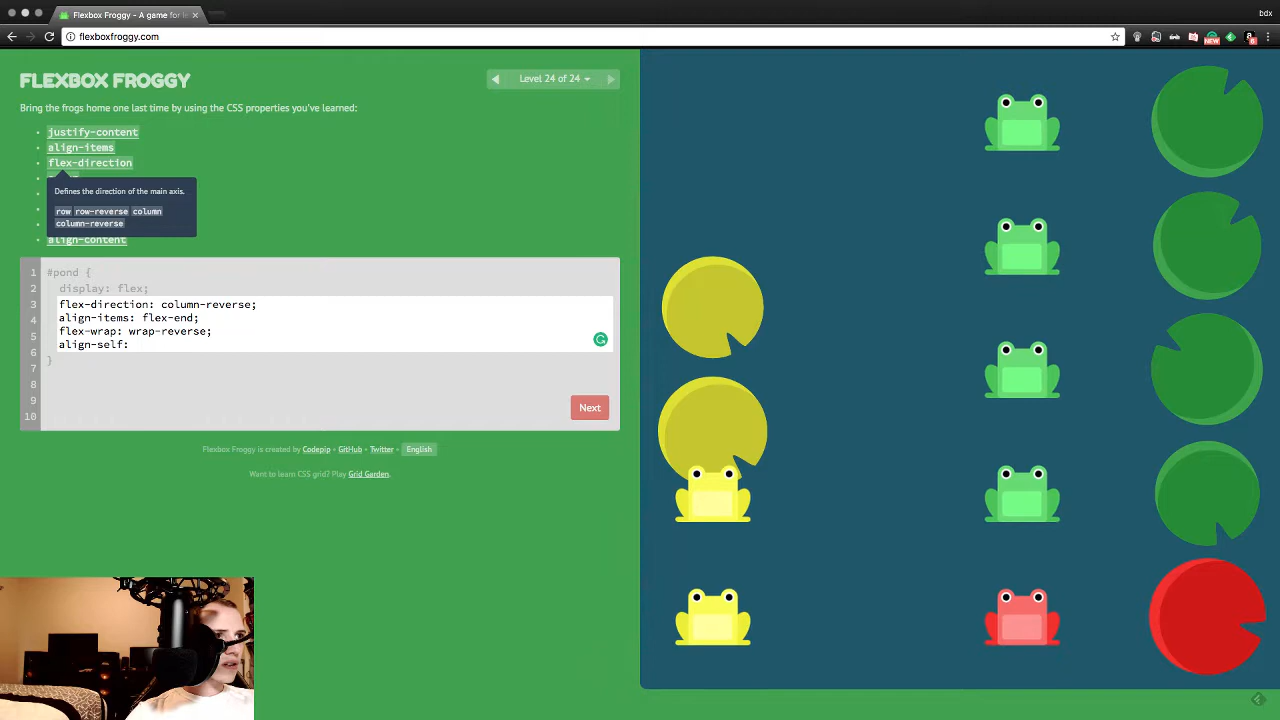 Flexbox Froggy - A game for le
bdx
flexboxfroggy.com
NEW
6
FLEXBOX FROGGY
Level 24 of 24
Bring the frogs home one last time by using the CSS properties you've learned:
justify-content
align-items
flex-direction
Defines the direction of the main axis.
row row-reverse column
column-reverse
align-content
1 #pond {
2 display: flex;
3 flex-direction: column-reverse;
4 align-items: flex-end;
5 flex-wrap: wrap-reverse;
6 align-self:
}
7
8
9
10
Next
Flexbox Froggy is created by Codepip • GitHub • Twitter • English
Want to learn CSS grid? Play Grid Garden.